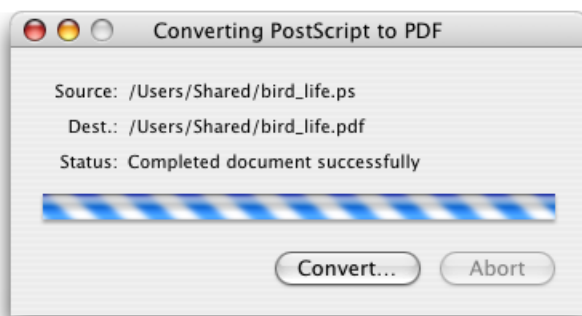 Converting PostScript to PDF
Source: /Users/Shared/bird_life.ps
Dest.: /Users/Shared/bird_life.pdf
Status: Completed document successfully
Convert... Abort